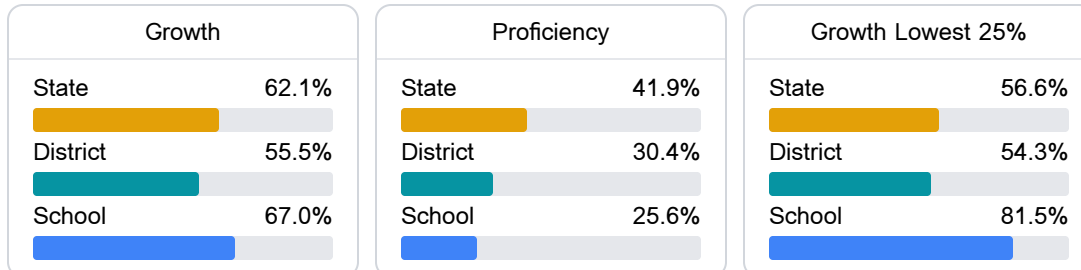 Growth
State 62.1%
District 55.5%
School 67.0%
Proficiency
State 41.9%
District 30.4%
School 25.6%
Growth Lowest 25%
State 56.6%
District 54.3%
School 81.5%